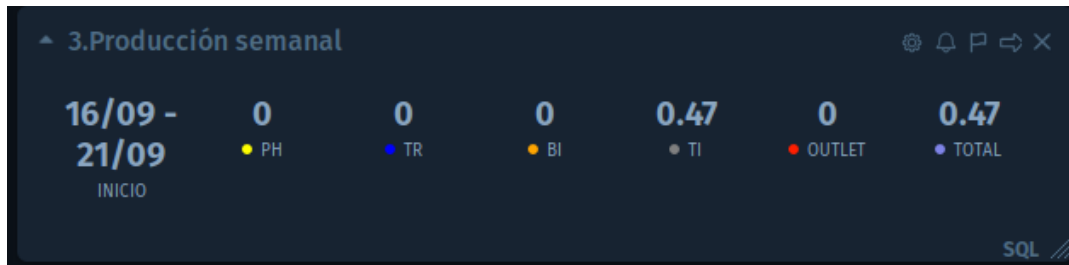 3.Producción semanal
16/09 -
21/09
INICIO
0
PH
0
TR
0
BI
0.47
TI
0
OUTLET
0.47
TOTAL
SQL